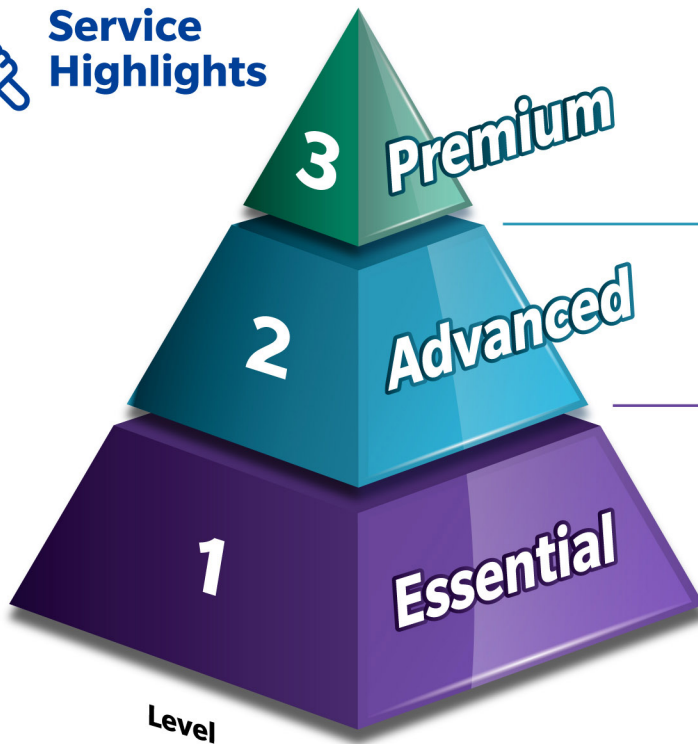 Service
Highlights
3 Premium
2 Advanced
1 Essential
Level